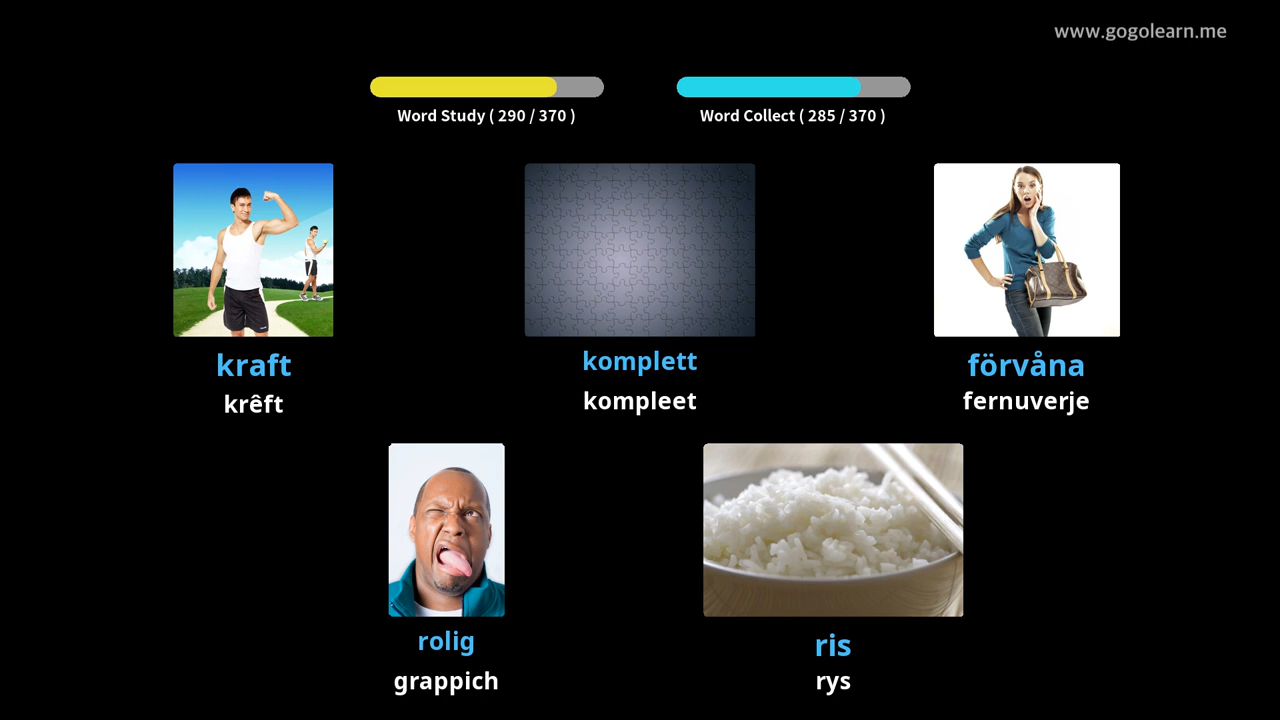 www.gogolearn.me
Word Study ( 290 / 370 )
Word Collect ( 285 / 370 )
kraft
krêft
komplett
kompleet
förvåna
fernuverje
rolig
grappich
ris
rys